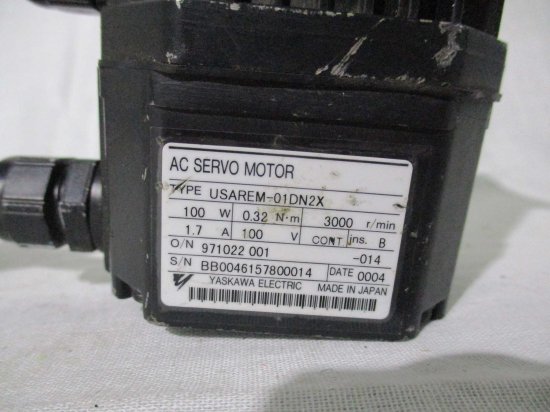 AC SERVO MOTOR
TYPE USAREM-01DN2X
100 W 0.32 N·m 3000 r/min
1.7 A 100 V CONT ins. B
O/N 971022 001 -014
S/N BB0046157800014 DATE 0004
YASKAWA ELECTRIC MADE IN JAPAN